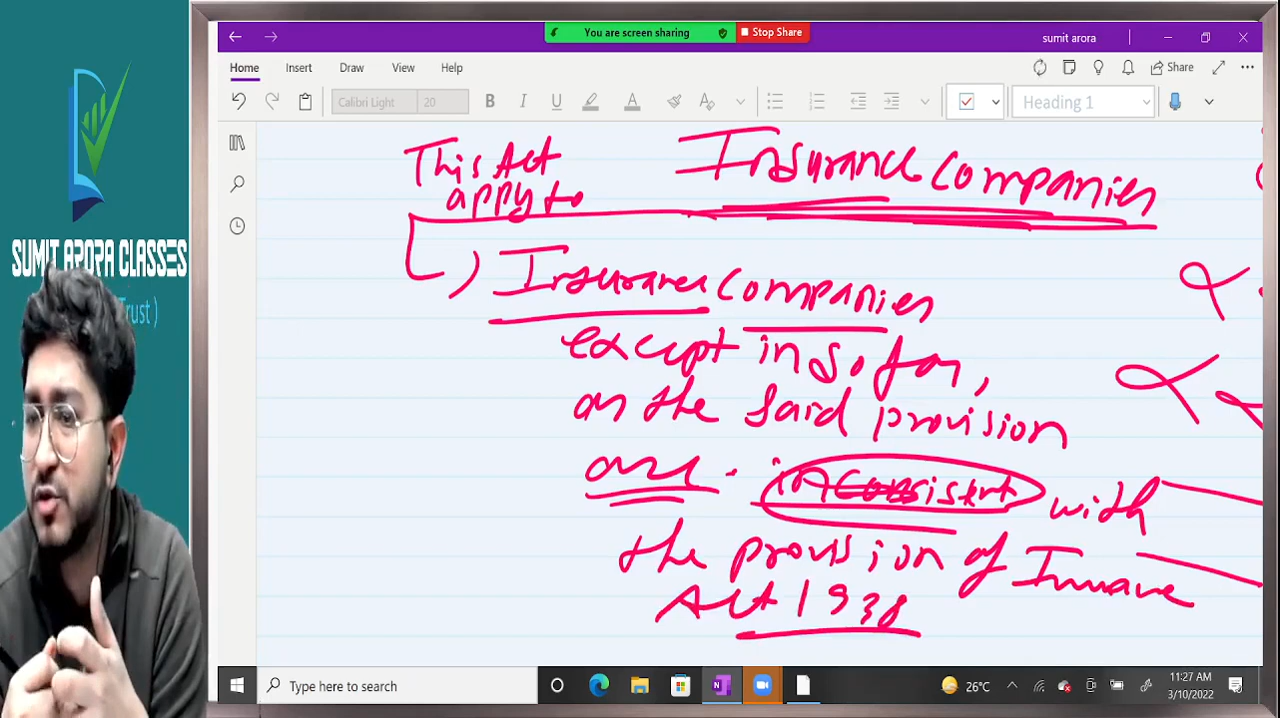 You are screen sharing
Stop Share
sumit arora
Home Insert Draw View Help
Share
Calibri Light 20
B I U A
Heading 1
This Act
appy to
Insurance Companies
Insurance Companies
except in so far,
as the said provision
are inconsistent with
the provision of
Act 1938
SUMIT ARORA CLASSES
Trust )
Type here to search
26°C
11:27 AM
3/10/2022